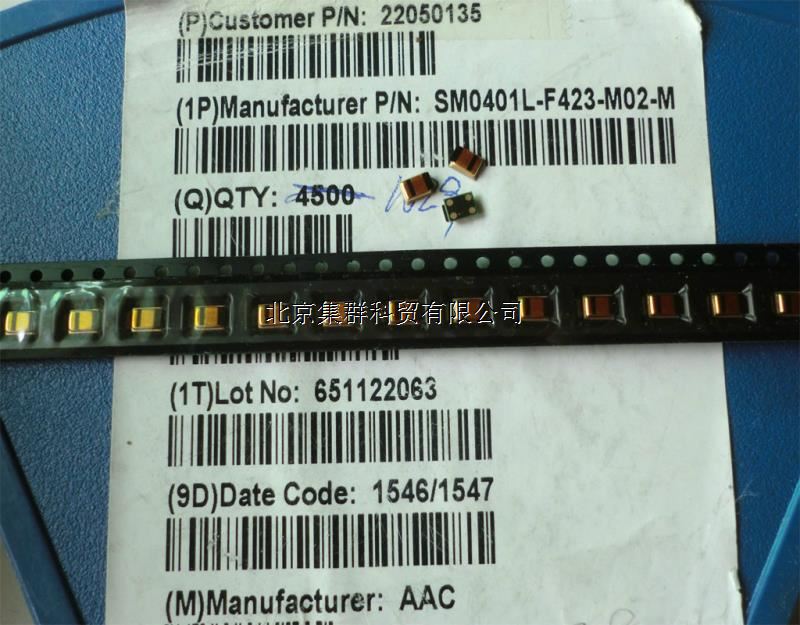 (P)Customer P/N: 22050135
(1P)Manufacturer P/N: SM0401L-F423-M02-M
(Q)QTY: 4500
北京集群科贸有限公司
(1T)Lot No: 651122063
(9D)Date Code: 1546/1547
(M)Manufacturer: AAC